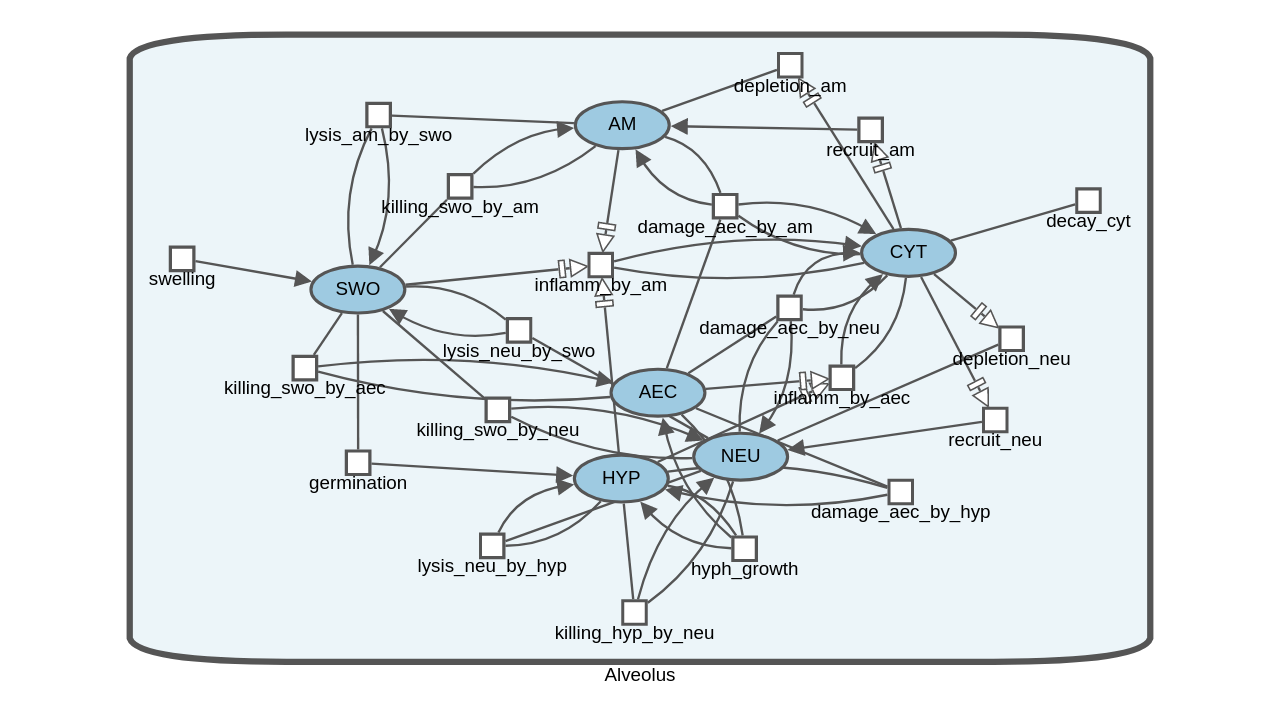 depletion_am
AM
lysis_am_by_swo
recruit_am
killing_swo_by_am
decay_cyt
damage_aec_by_am
CYT
swelling
SWO
inflamm_by_am
damage_aec_by_neu
lysis_neu_by_swo
depletion_neu
killing_swo_by_aec
AEC
inflamm_by_aec
killing_swo_by_neu
recruit_neu
NEU
germination
HYP
damage_aec_by_hyp
lysis_neu_by_hyp
hyph_growth
killing_hyp_by_neu
Alveolus